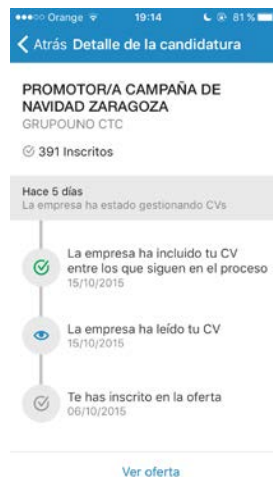 Orange 19:14 81%
Atrás Detalle de la candidatura
PROMOTOR/A CAMPAÑA DE
NAVIDAD ZARAGOZA
GRUPOUNO CTC
391 Inscritos
Hace 5 días
La empresa ha estado gestionando CVs
La empresa ha incluido tu CV
entre los que siguen en el proceso
15/10/2015
La empresa ha leído tu CV
15/10/2015
Te has inscrito en la oferta
06/10/2015
Ver oferta